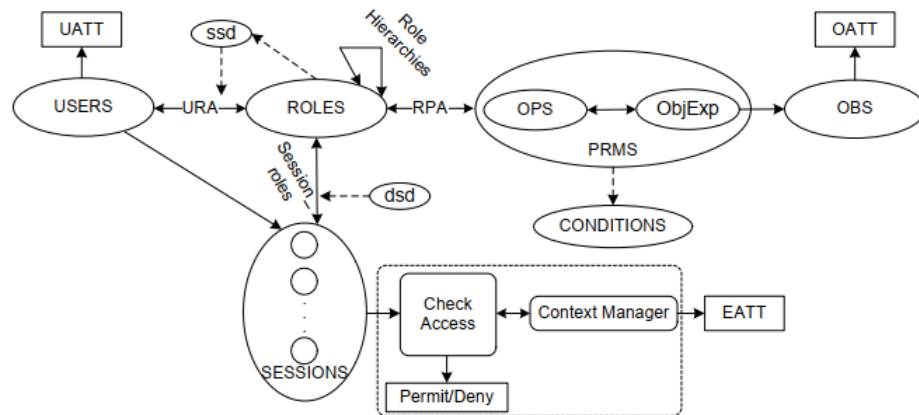 UATT
ssd
Role
Hierarchies
OATT
USERS
URA
ROLES
RPA
OPS
ObjExp
OBS
PRMS
Session_
roles
dsd
CONDITIONS
Check
Access
Context Manager
EATT
SESSIONS
Permit/Deny